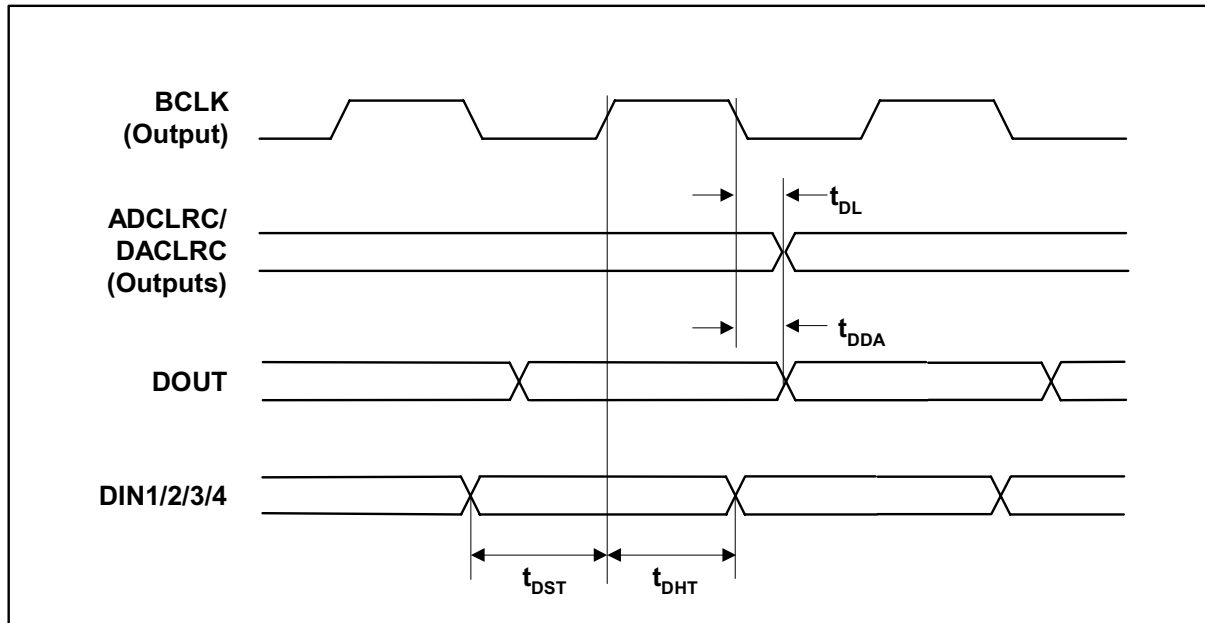 BCLK
(Output)
t_DL
ADCLRC/
DACLRC
(Outputs)
t_DDA
DOUT
DIN1/2/3/4
t_DST
t_DHT